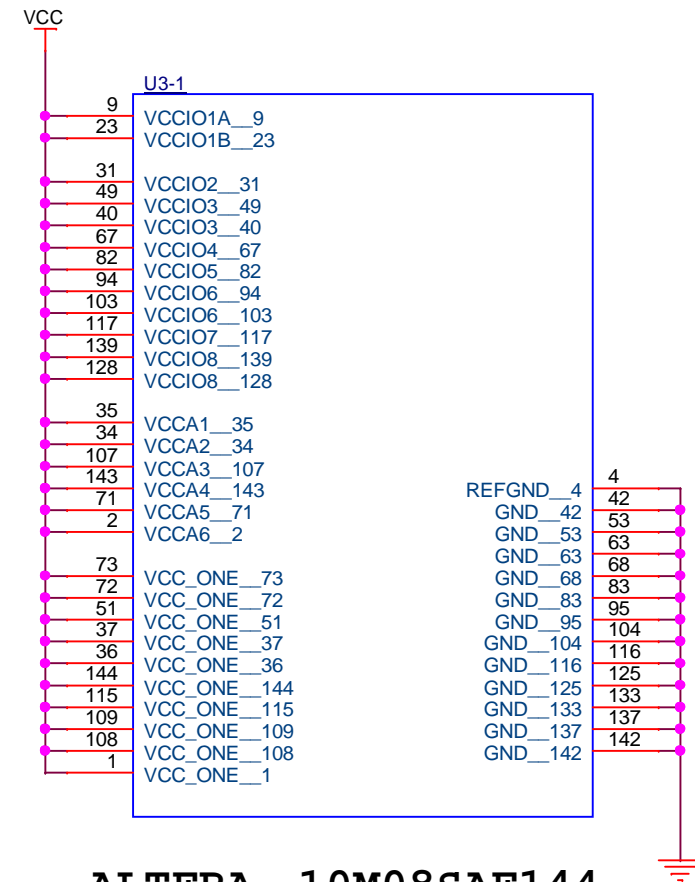 VCC
U3-1
9 VCCIO1A__9
23 VCCIO1B__23
31 VCCIO2__31
49 VCCIO3__49
40 VCCIO3__40
67 VCCIO4__67
82 VCCIO5__82
94 VCCIO6__94
103 VCCIO6__103
117 VCCIO7__117
139 VCCIO8__139
128 VCCIO8__128
35 VCCA1__35
34 VCCA2__34
107 VCCA3__107
143 VCCA4__143
71 VCCA5__71
2 VCCA6__2
73 VCC_ONE__73
72 VCC_ONE__72
51 VCC_ONE__51
37 VCC_ONE__37
36 VCC_ONE__36
144 VCC_ONE__144
115 VCC_ONE__115
109 VCC_ONE__109
108 VCC_ONE__108
1 VCC_ONE__1
REFGND__4 4
GND__42 42
GND__53 53
GND__63 63
GND__68 68
GND__83 83
GND__95 95
GND__104 104
GND__116 116
GND__125 125
GND__133 133
GND__137 137
GND__142 142
ALTERA 10M08SAE144